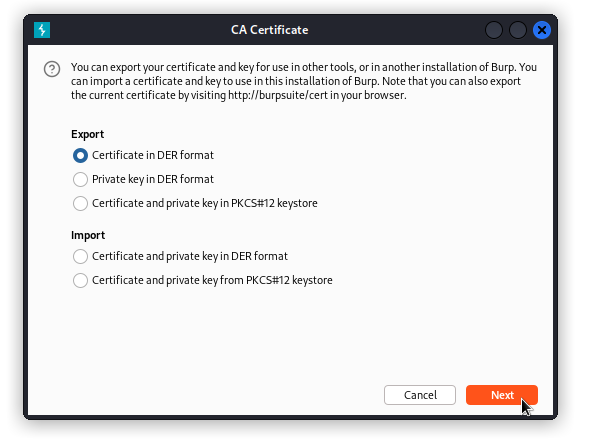 CA Certificate
You can export your certificate and key for use in other tools, or in another installation of Burp. You
can import a certificate and key to use in this installation of Burp. Note that you can also export
the current certificate by visiting http://burpsuite/cert in your browser.
Export
Certificate in DER format
Private key in DER format
Certificate and private key in PKCS#12 keystore
Import
Certificate and private key in DER format
Certificate and private key from PKCS#12 keystore
Cancel
Next